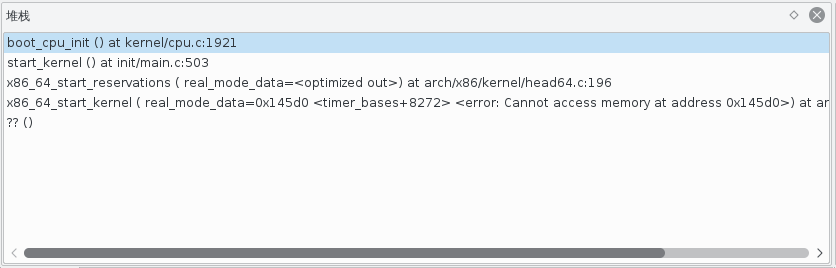 堆栈
boot_cpu_init () at kernel/cpu.c:1921
start_kernel () at init/main.c:503
x86_64_start_reservations ( real_mode_data=<optimized out>) at arch/x86/kernel/head64.c:196
x86_64_start_kernel ( real_mode_data=0x145d0 <timer_bases+8272> <error: Cannot access memory at address 0x145d0>) at ar
?? ()